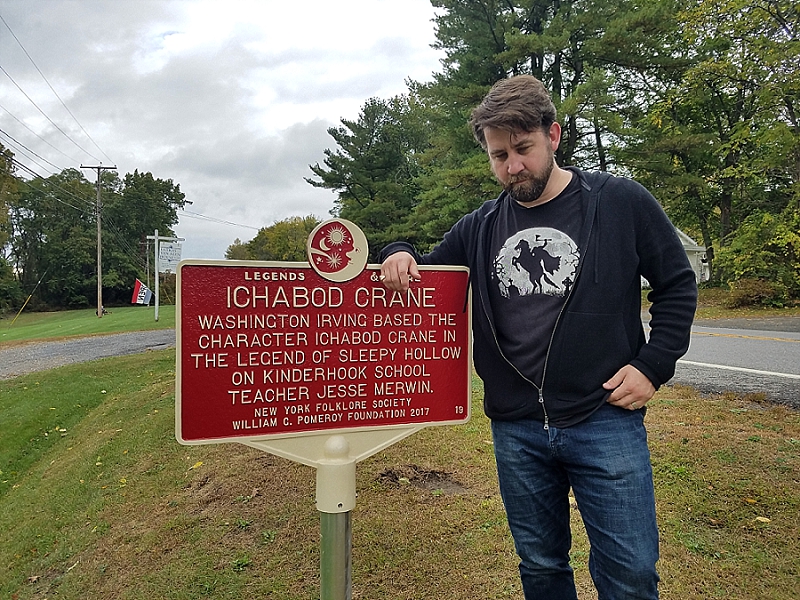 LEGENDS &
ICHABOD CRANE
WASHINGTON IRVING BASED THE
CHARACTER ICHABOD CRANE IN
THE LEGEND OF SLEEPY HOLLOW
ON KINDERHOOK SCHOOL
TEACHER JESSE MERWIN.
NEW YORK FOLKLORE SOCIETY
WILLIAM G. POMEROY FOUNDATION 2017 19